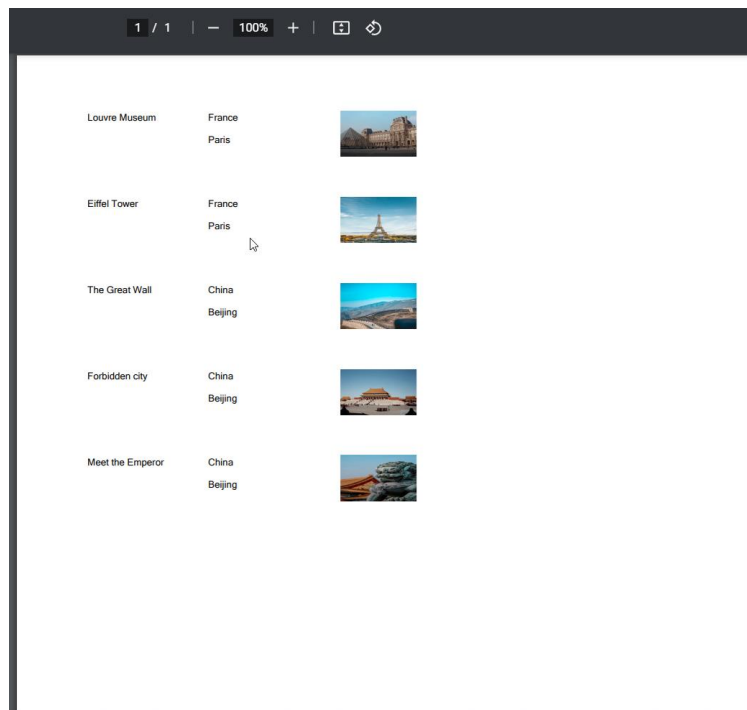 1 / 1 | − 100% + |
Louvre Museum France
Paris
Eiffel Tower France
Paris
The Great Wall China
Beijing
Forbidden city China
Beijing
Meet the Emperor China
Beijing